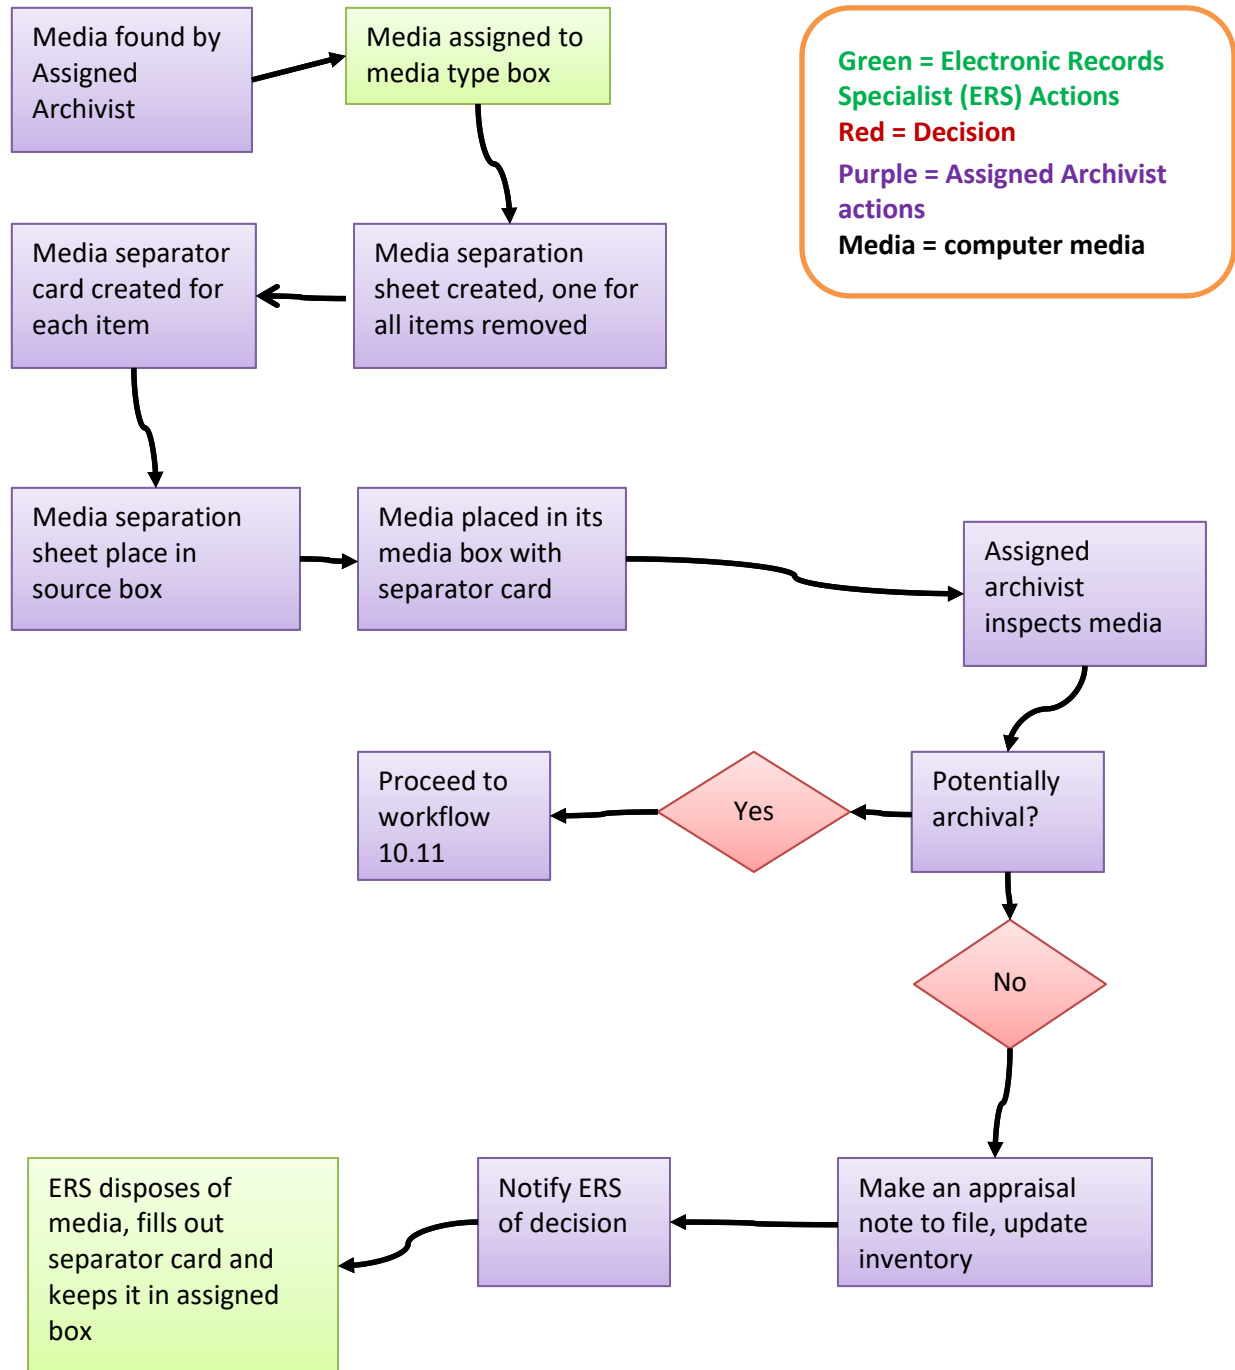 Media found by
Assigned
Archivist
Media assigned to
media type box
Green = Electronic Records
Specialist (ERS) Actions
Red = Decision
Purple = Assigned Archivist
actions
Media = computer media
Media separator
card created for
each item
Media separation
sheet created, one for
all items removed
Media separation
sheet place in
source box
Media placed in its
media box with
separator card
Assigned
archivist
inspects media
Proceed to
workflow
10.11
Yes
Potentially
archival?
No
ERS disposes of
media, fills out
separator card and
keeps it in assigned
box
Notify ERS
of decision
Make an appraisal
note to file, update
inventory